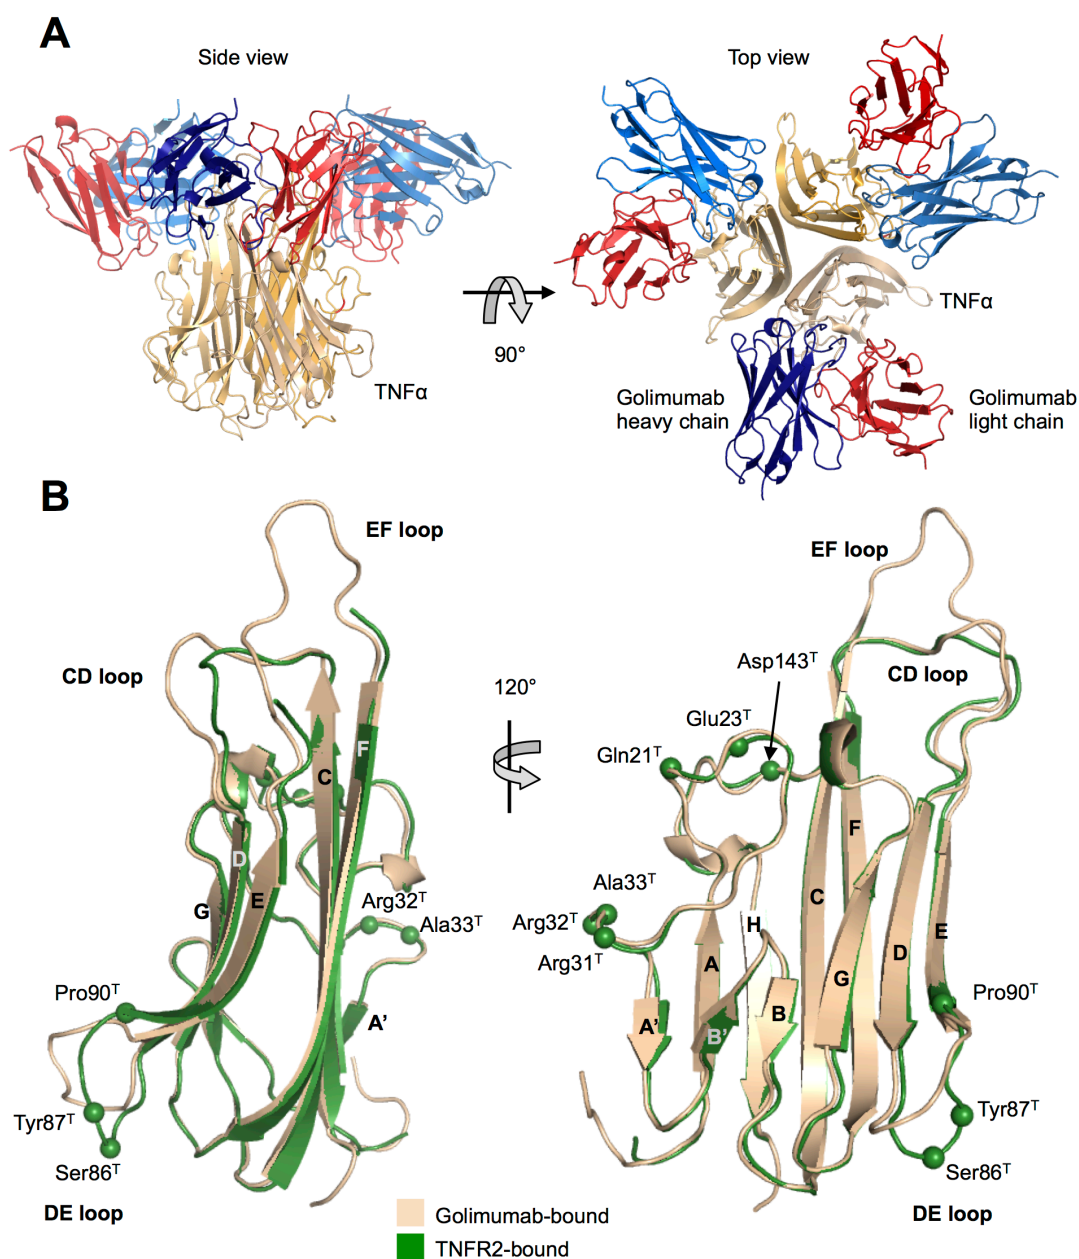 A
Side view
Top view
90°
TNFα
TNFα
Golimumab
heavy chain
Golimumab
light chain
B
EF loop
CD loop
F
C
D
E
G
Arg32ᵀ
Ala33ᵀ
Pro90ᵀ
A’
Tyr87ᵀ
Ser86ᵀ
DE loop
120°
EF loop
Asp143ᵀ
CD loop
Glu23ᵀ
Gln21ᵀ
F
Ala33ᵀ
Arg32ᵀ
Arg31ᵀ
C
H
E
D
A
G
Pro90ᵀ
B
A’
B’
Tyr87ᵀ
Ser86ᵀ
DE loop
Golimumab-bound
TNFR2-bound